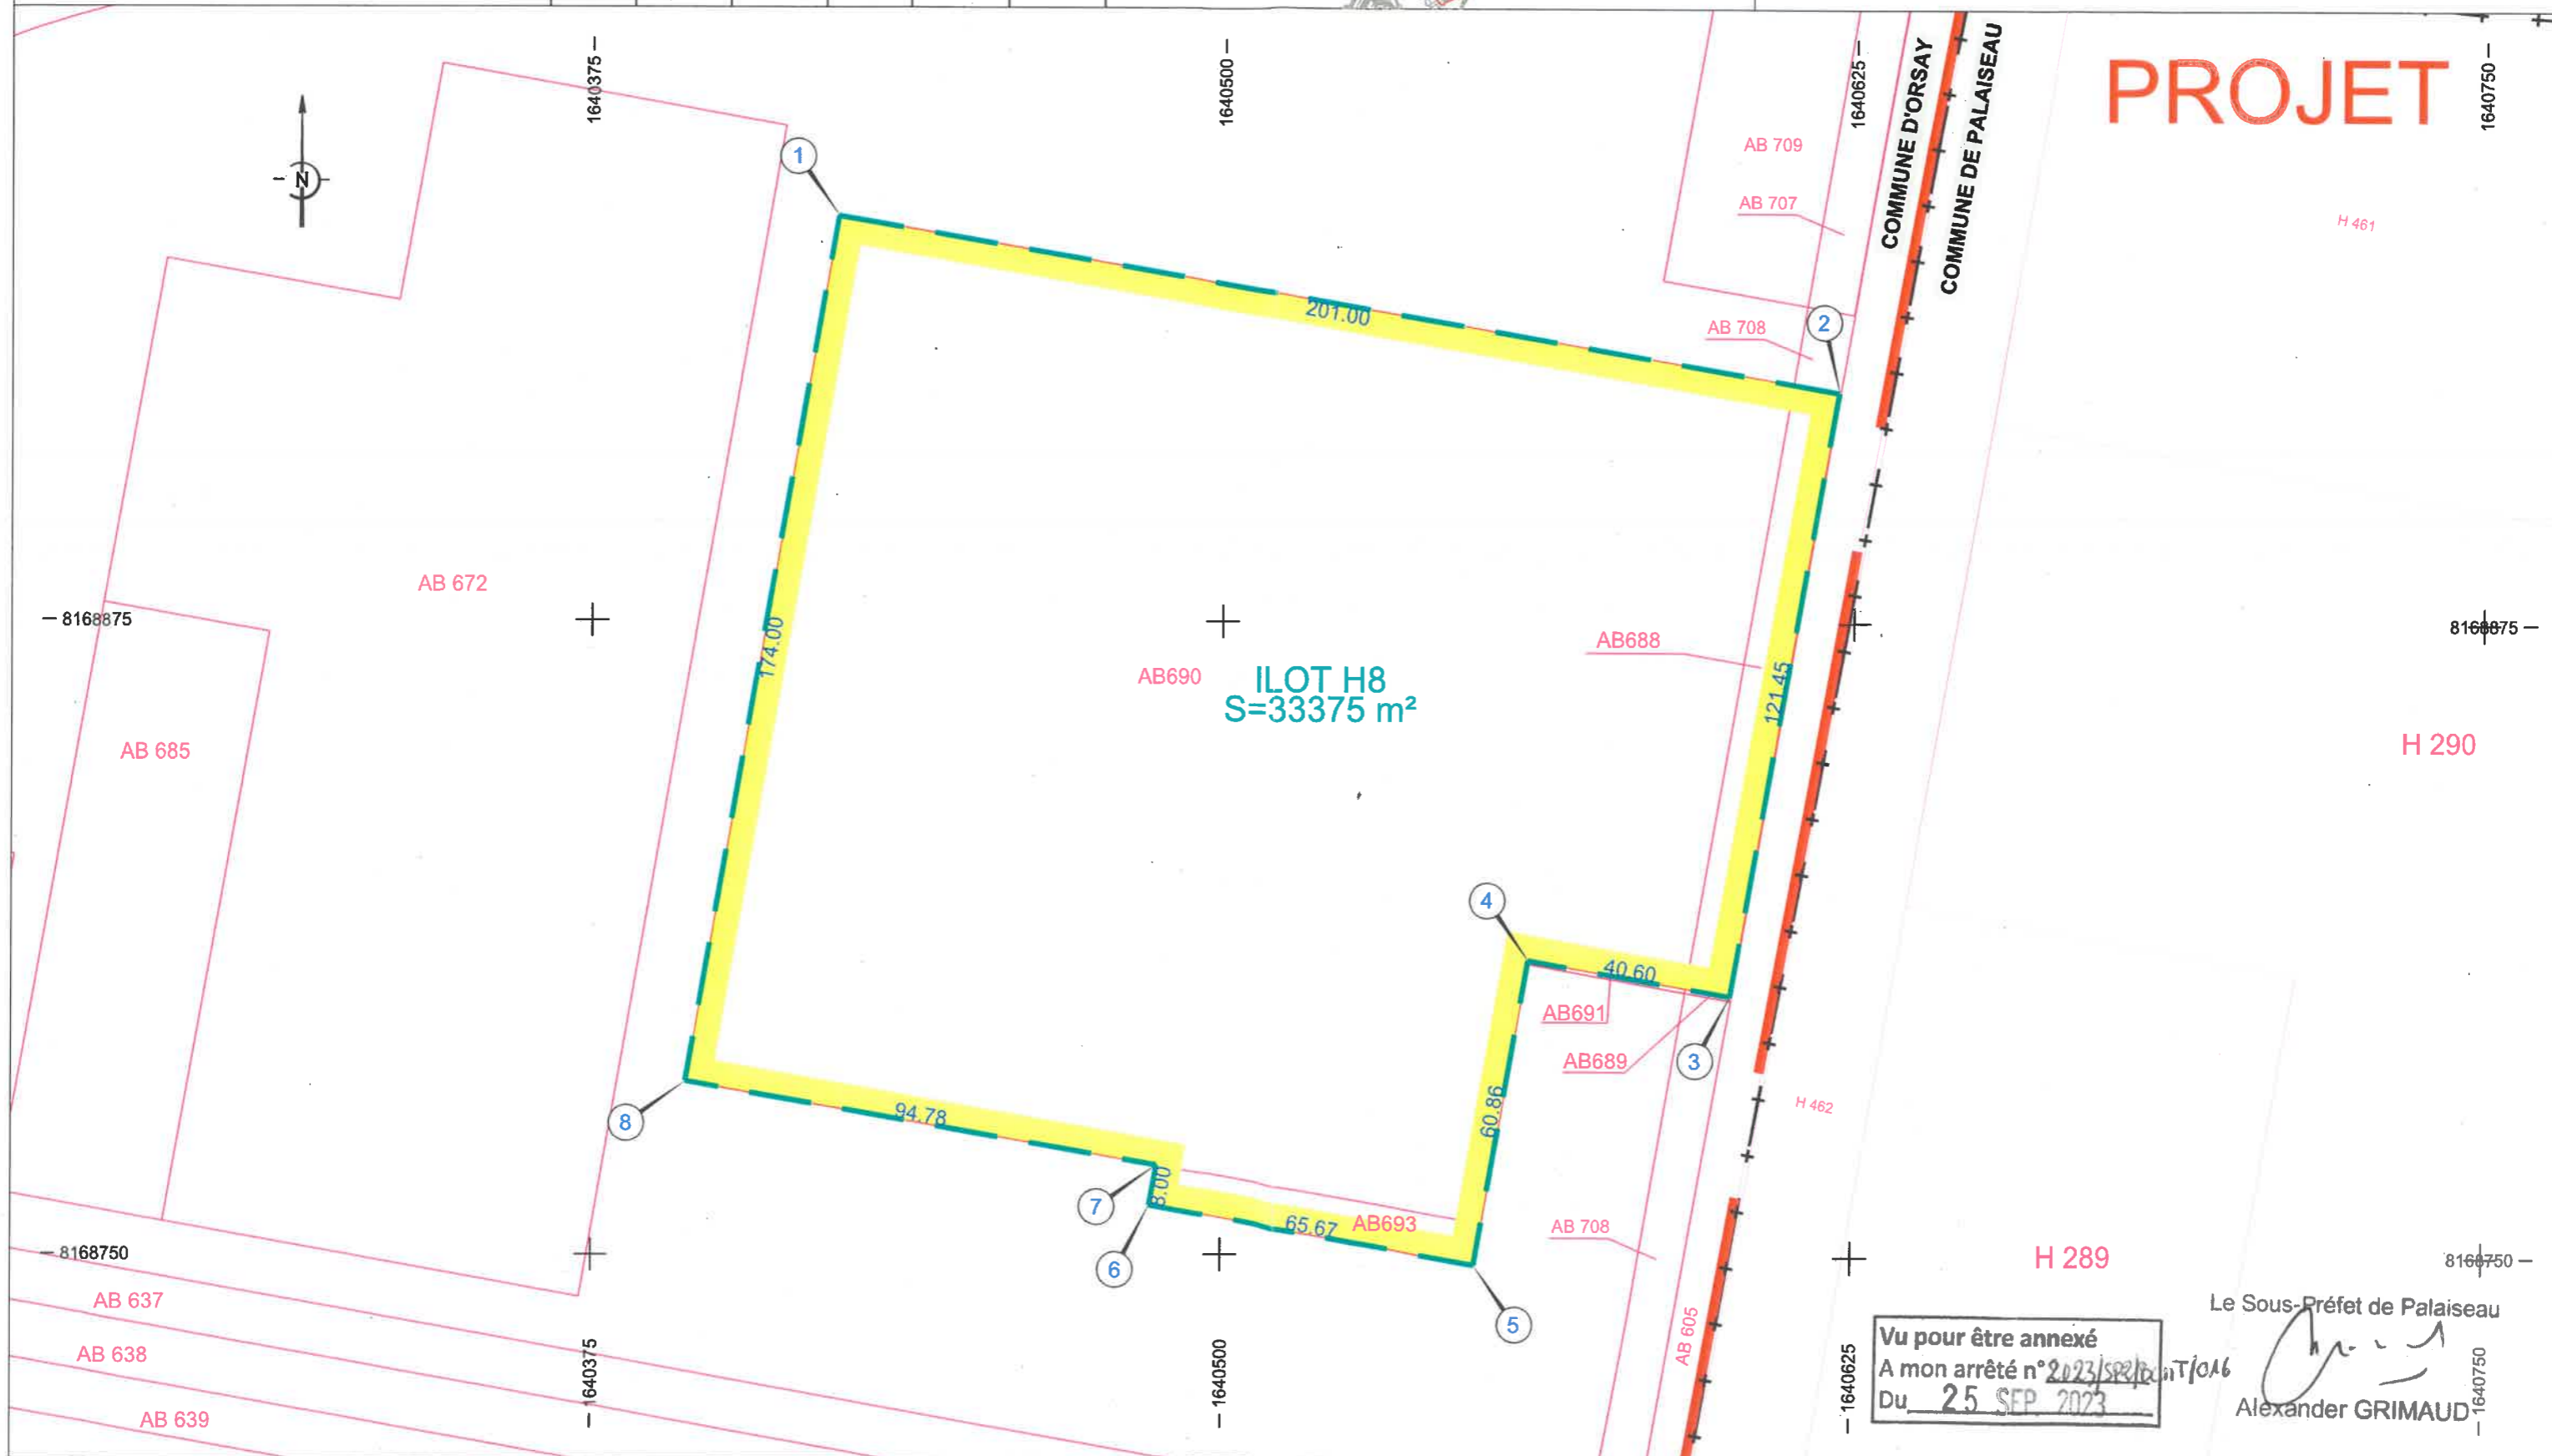 1640375
1640500
1640625
1640750
PROJET
COMMUNE D'ORSAY
COMMUNE DE PALAISEAU
N
1
AB 709
AB 707
H 461
201.00
AB 708
2
AB 672
8168875
8168875
174.00
AB688
AB690
ILOT H8
S=33375 m²
121.45
AB 685
H 290
4
40.60
AB691
AB689
3
60.86
H 462
8
94.78
7
8.00
65.67
AB693
AB 708
6
8168750
H 289
8168750
5
AB 637
AB 605
AB 638
AB 639
1640375
1640500
1640625
1640750
Le Sous-Préfet de Palaiseau
Vu pour être annexé
A mon arrêté n° 2023/
Du 25 SEP. 2023
Alexander GRIMAUD